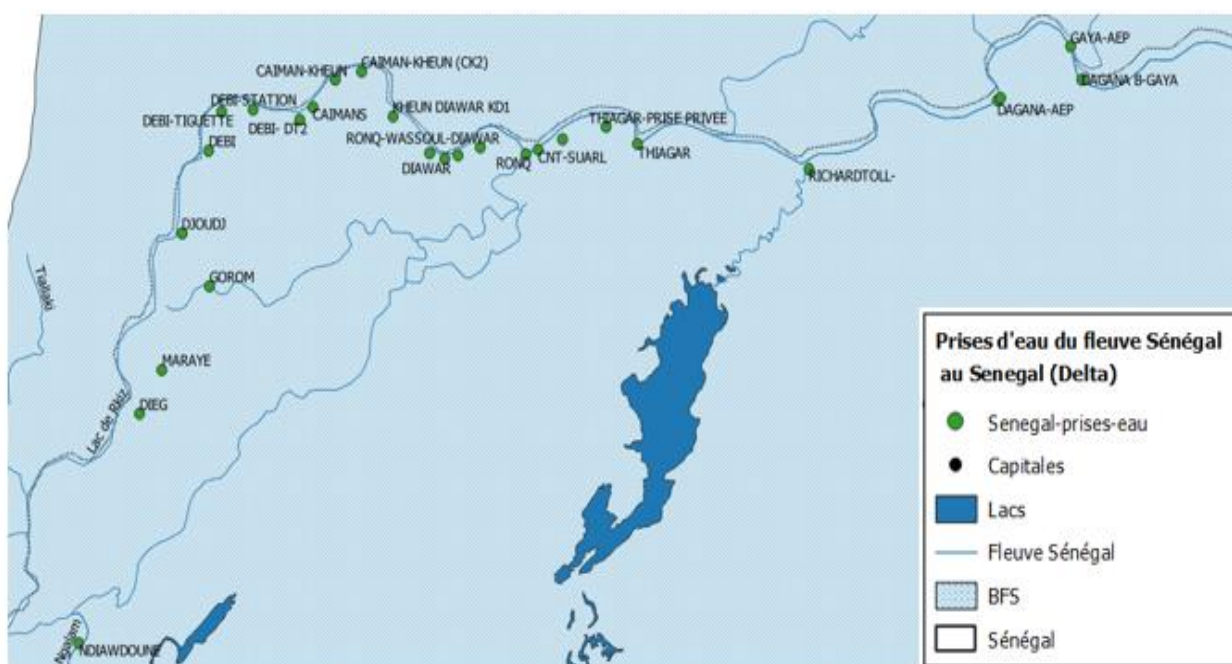 GAYA-AEP
CAIMAN-KHEUN (CK2)
CAIMAN-KHEUN
DAGANA B-GAYA
DEBI-STATION
CAIMANS
KHEUN DIAWAR KD1
DAGANA-AEP
DEBI-TIGUETTE
DEBI- DT2
THIAGAR-PRISE PRIVEE
RONQ-WASSOUL-DIAWAR
DEBI
DIAWAR
RONQ
CNT-SUARL
THIAGAR
RICHARDTOLL-
DJOUDJ
Tialiaki
GOROM
MARAYE
Lac de Rkiz
DIEG
Ngalam
NDIAWDOUNE
Prises d'eau du fleuve Sénégal
au Senegal (Delta)
Senegal-prises-eau
Capitales
Lacs
Fleuve Sénégal
BFS
Sénégal